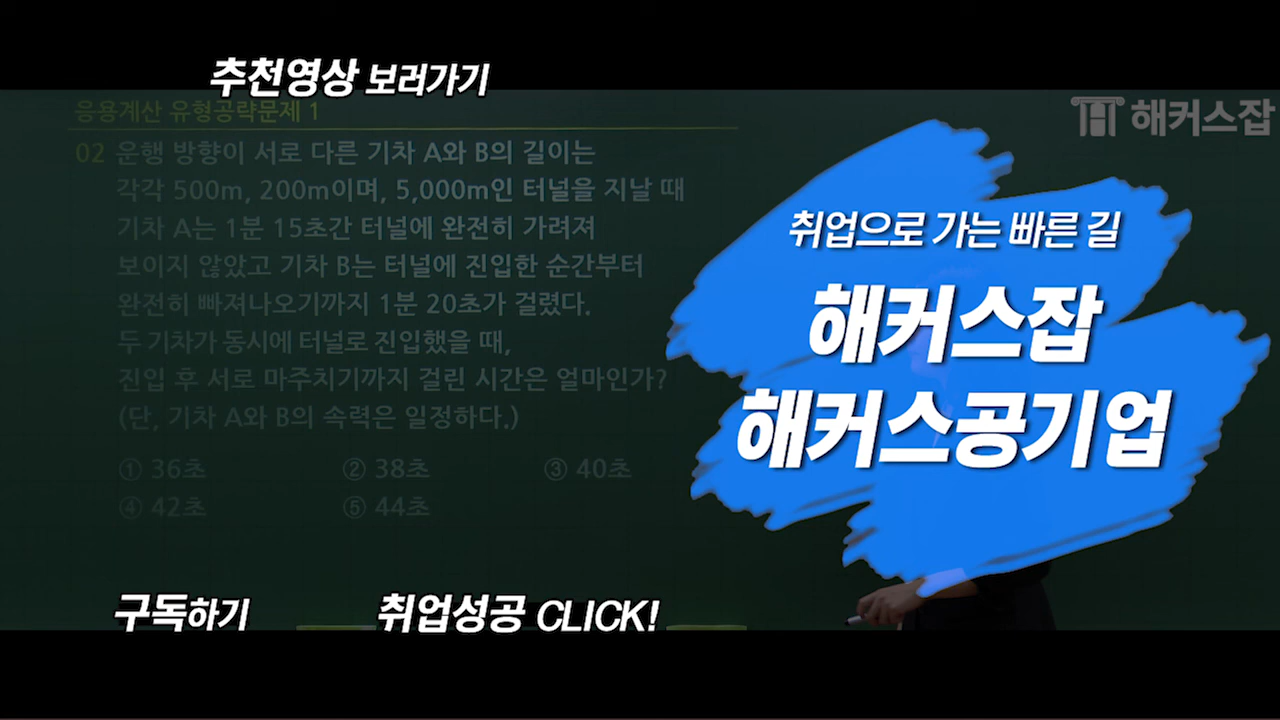 추천영상 보러가기
응용계산 유형공략문제 1
해커스잡
02 운행 방향이 서로 다른 기차 A와 B의 길이는
각각 500m, 200m이며, 5,000m인 터널을 지날 때
기차 A는 1분 15초간 터널에 완전히 가려져
보이지 않았고 기차 B는 터널에 진입한 순간부터
완전히 빠져나오기까지 1분 20초가 걸렸다.
두 기차가 동시에 터널로 진입했을 때,
진입 후 서로 마주치기까지 걸린 시간은 얼마인가?
(단, 기차 A와 B의 속력은 일정하다.)
① 36초 ② 38초 ③ 40초
④ 42초 ⑤ 44초
취업으로 가는 빠른 길
해커스잡
해커스공기업
구독하기
취업성공 CLICK!